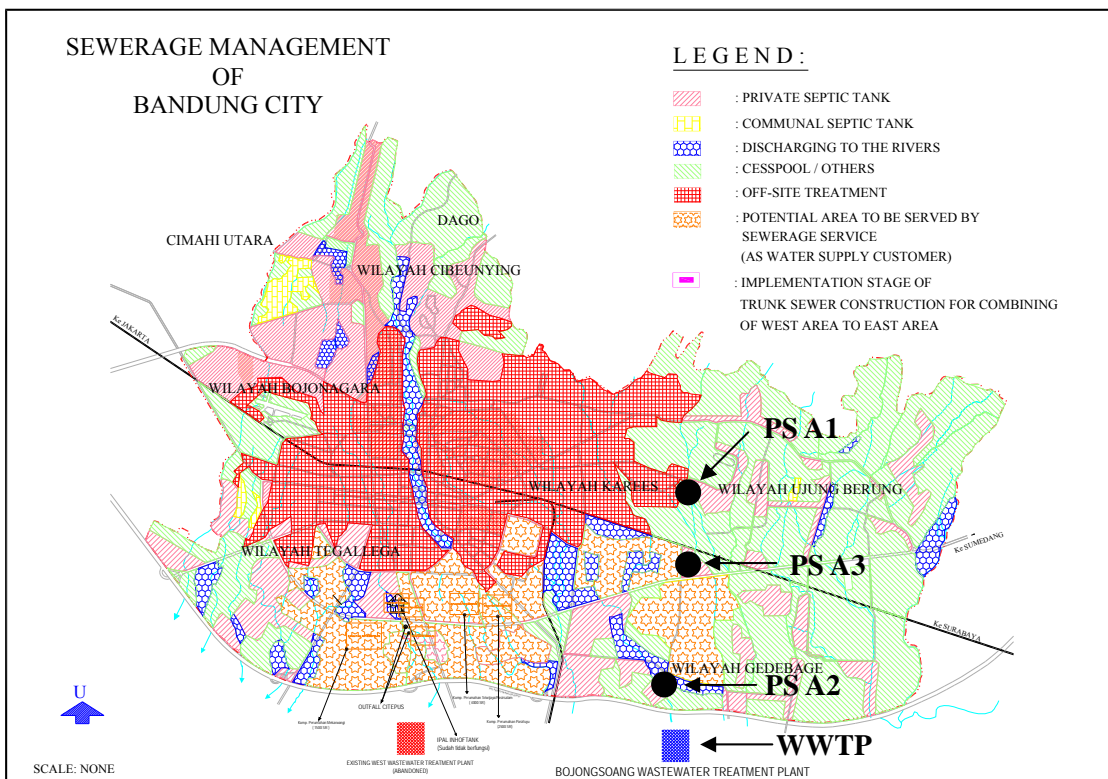 SEWERAGE MANAGEMENT
OF
BANDUNG CITY
L E G E N D :
: PRIVATE SEPTIC TANK
: COMMUNAL SEPTIC TANK
: DISCHARGING TO THE RIVERS
: CESSPOOL / OTHERS
: OFF-SITE TREATMENT
: POTENTIAL AREA TO BE SERVED BY
SEWERAGE SERVICE
(AS WATER SUPPLY CUSTOMER)
: IMPLEMENTATION STAGE OF
TRUNK SEWER CONSTRUCTION FOR COMBINING
OF WEST AREA TO EAST AREA
DAGO
CIMAHI UTARA
WILAYAH CIBEUNYING
Ke JAKARTA
WILAYAH BOJONAGARA
PS A1
WILAYAH KAREES
WILAYAH UJUNG BERUNG
Ke SUMEDANG
WILAYAH TEGALLEGA
PS A3
Ke SURABAYA
WILAYAH GEDEBAGE
PS A2
U
OUTFALL CITEPUS
IPAL INHOFTANK
(Sudah tidak berfungsi)
EXISTING WEST WASTEWATER TREATMENT PLANT
(ABANDONED)
WWTP
BOJONGSOANG WASTEWATER TREATMENT PLANT
SCALE: NONE